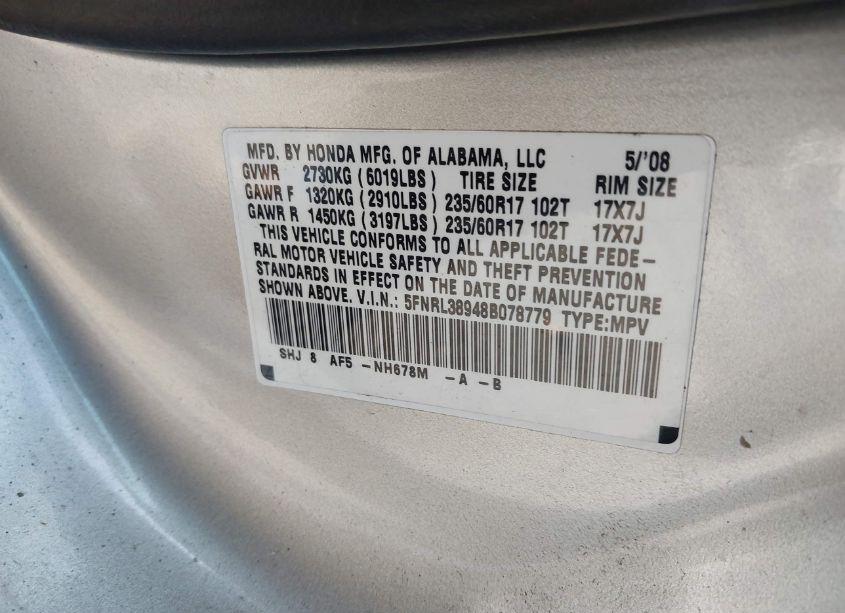 MFD. BY HONDA MFG. OF ALABAMA, LLC 5/'08
GVWR 2730KG ( 6019LBS ) TIRE SIZE RIM SIZE
GAWR F 1320KG ( 2910LBS ) 235/60R17 102T 17X7J
GAWR R 1450KG ( 3197LBS ) 235/60R17 102T 17X7J
THIS VEHICLE CONFORMS TO ALL APPLICABLE FEDE-
RAL MOTOR VEHICLE SAFETY AND THEFT PREVENTION
STANDARDS IN EFFECT ON THE DATE OF MANUFACTURE
SHOWN ABOVE. V.I.N.: 5FNRL38948B078779 TYPE:MPV
SHJ 8 AF5 -NH678M -A -B